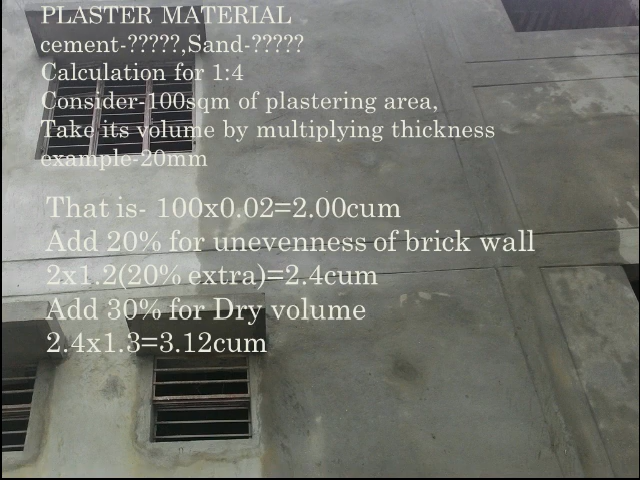 PLASTER MATERIAL
cement-?????,Sand-?????
Calculation for 1:4
Consider-100sqm of plastering area,
Take its volume by multiplying thickness
example-20mm
That is- 100x0.02=2.00cum
Add 20% for unevenness of brick wall
2x1.2(20% extra)=2.4cum
Add 30% for Dry volume
2.4x1.3=3.12cum